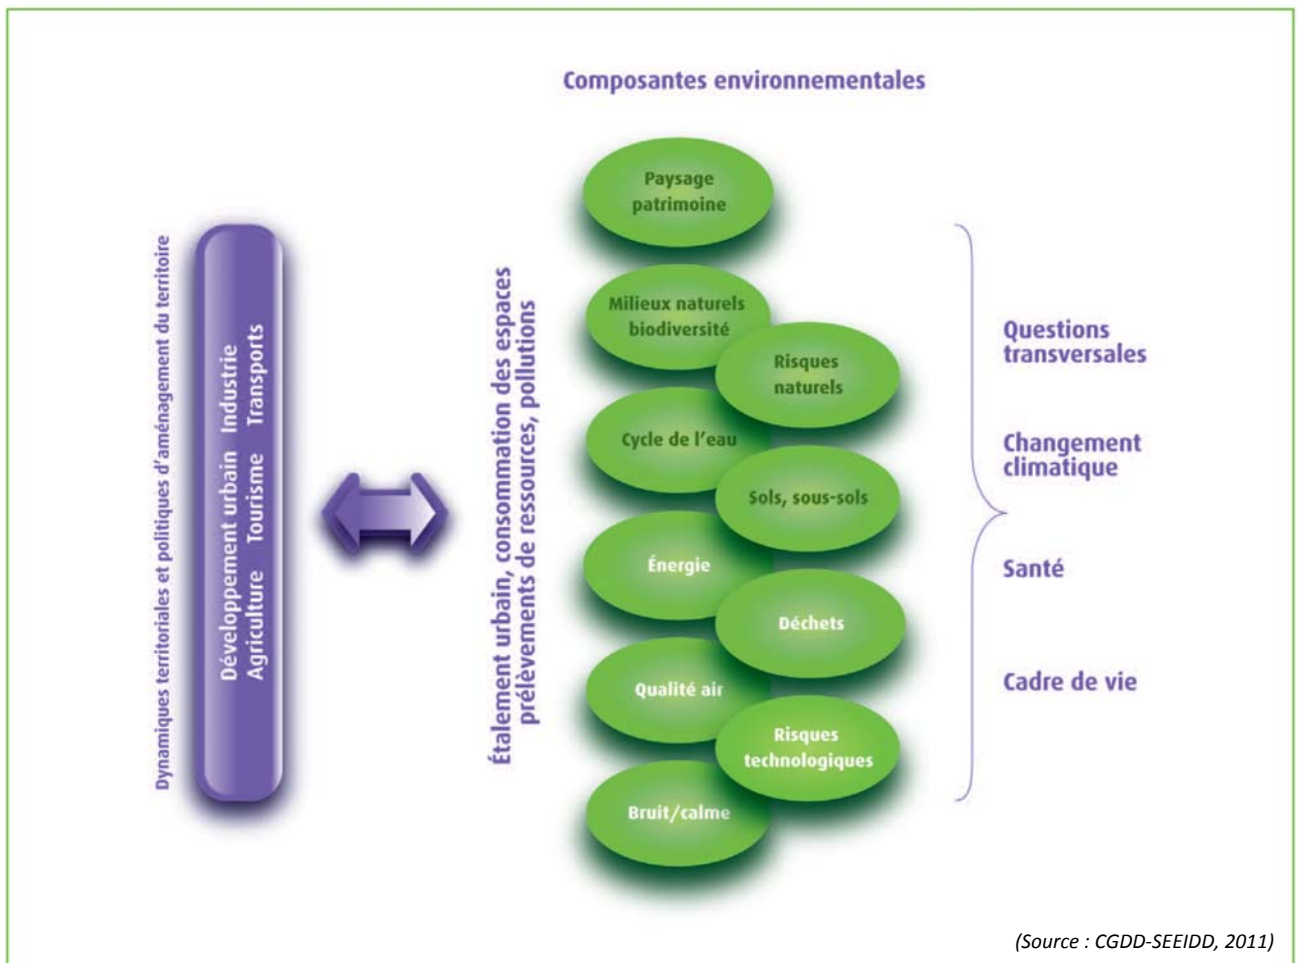 Composantes environnementales
Dynamiques territoriales et politiques d'aménagement du territoire
Développement urbain Industrie
Agriculture Tourisme Transports
Étalement urbain, consommation des espaces
prélèvements de ressources, pollutions
Paysage
patrimoine
Milieux naturels
biodiversité
Risques
naturels
Cycle de l'eau
Sols, sous-sols
Énergie
Déchets
Qualité air
Risques
technologiques
Bruit/calme
Questions
transversales
Changement
climatique
Santé
Cadre de vie
(Source : CGDD-SEEIDD, 2011)